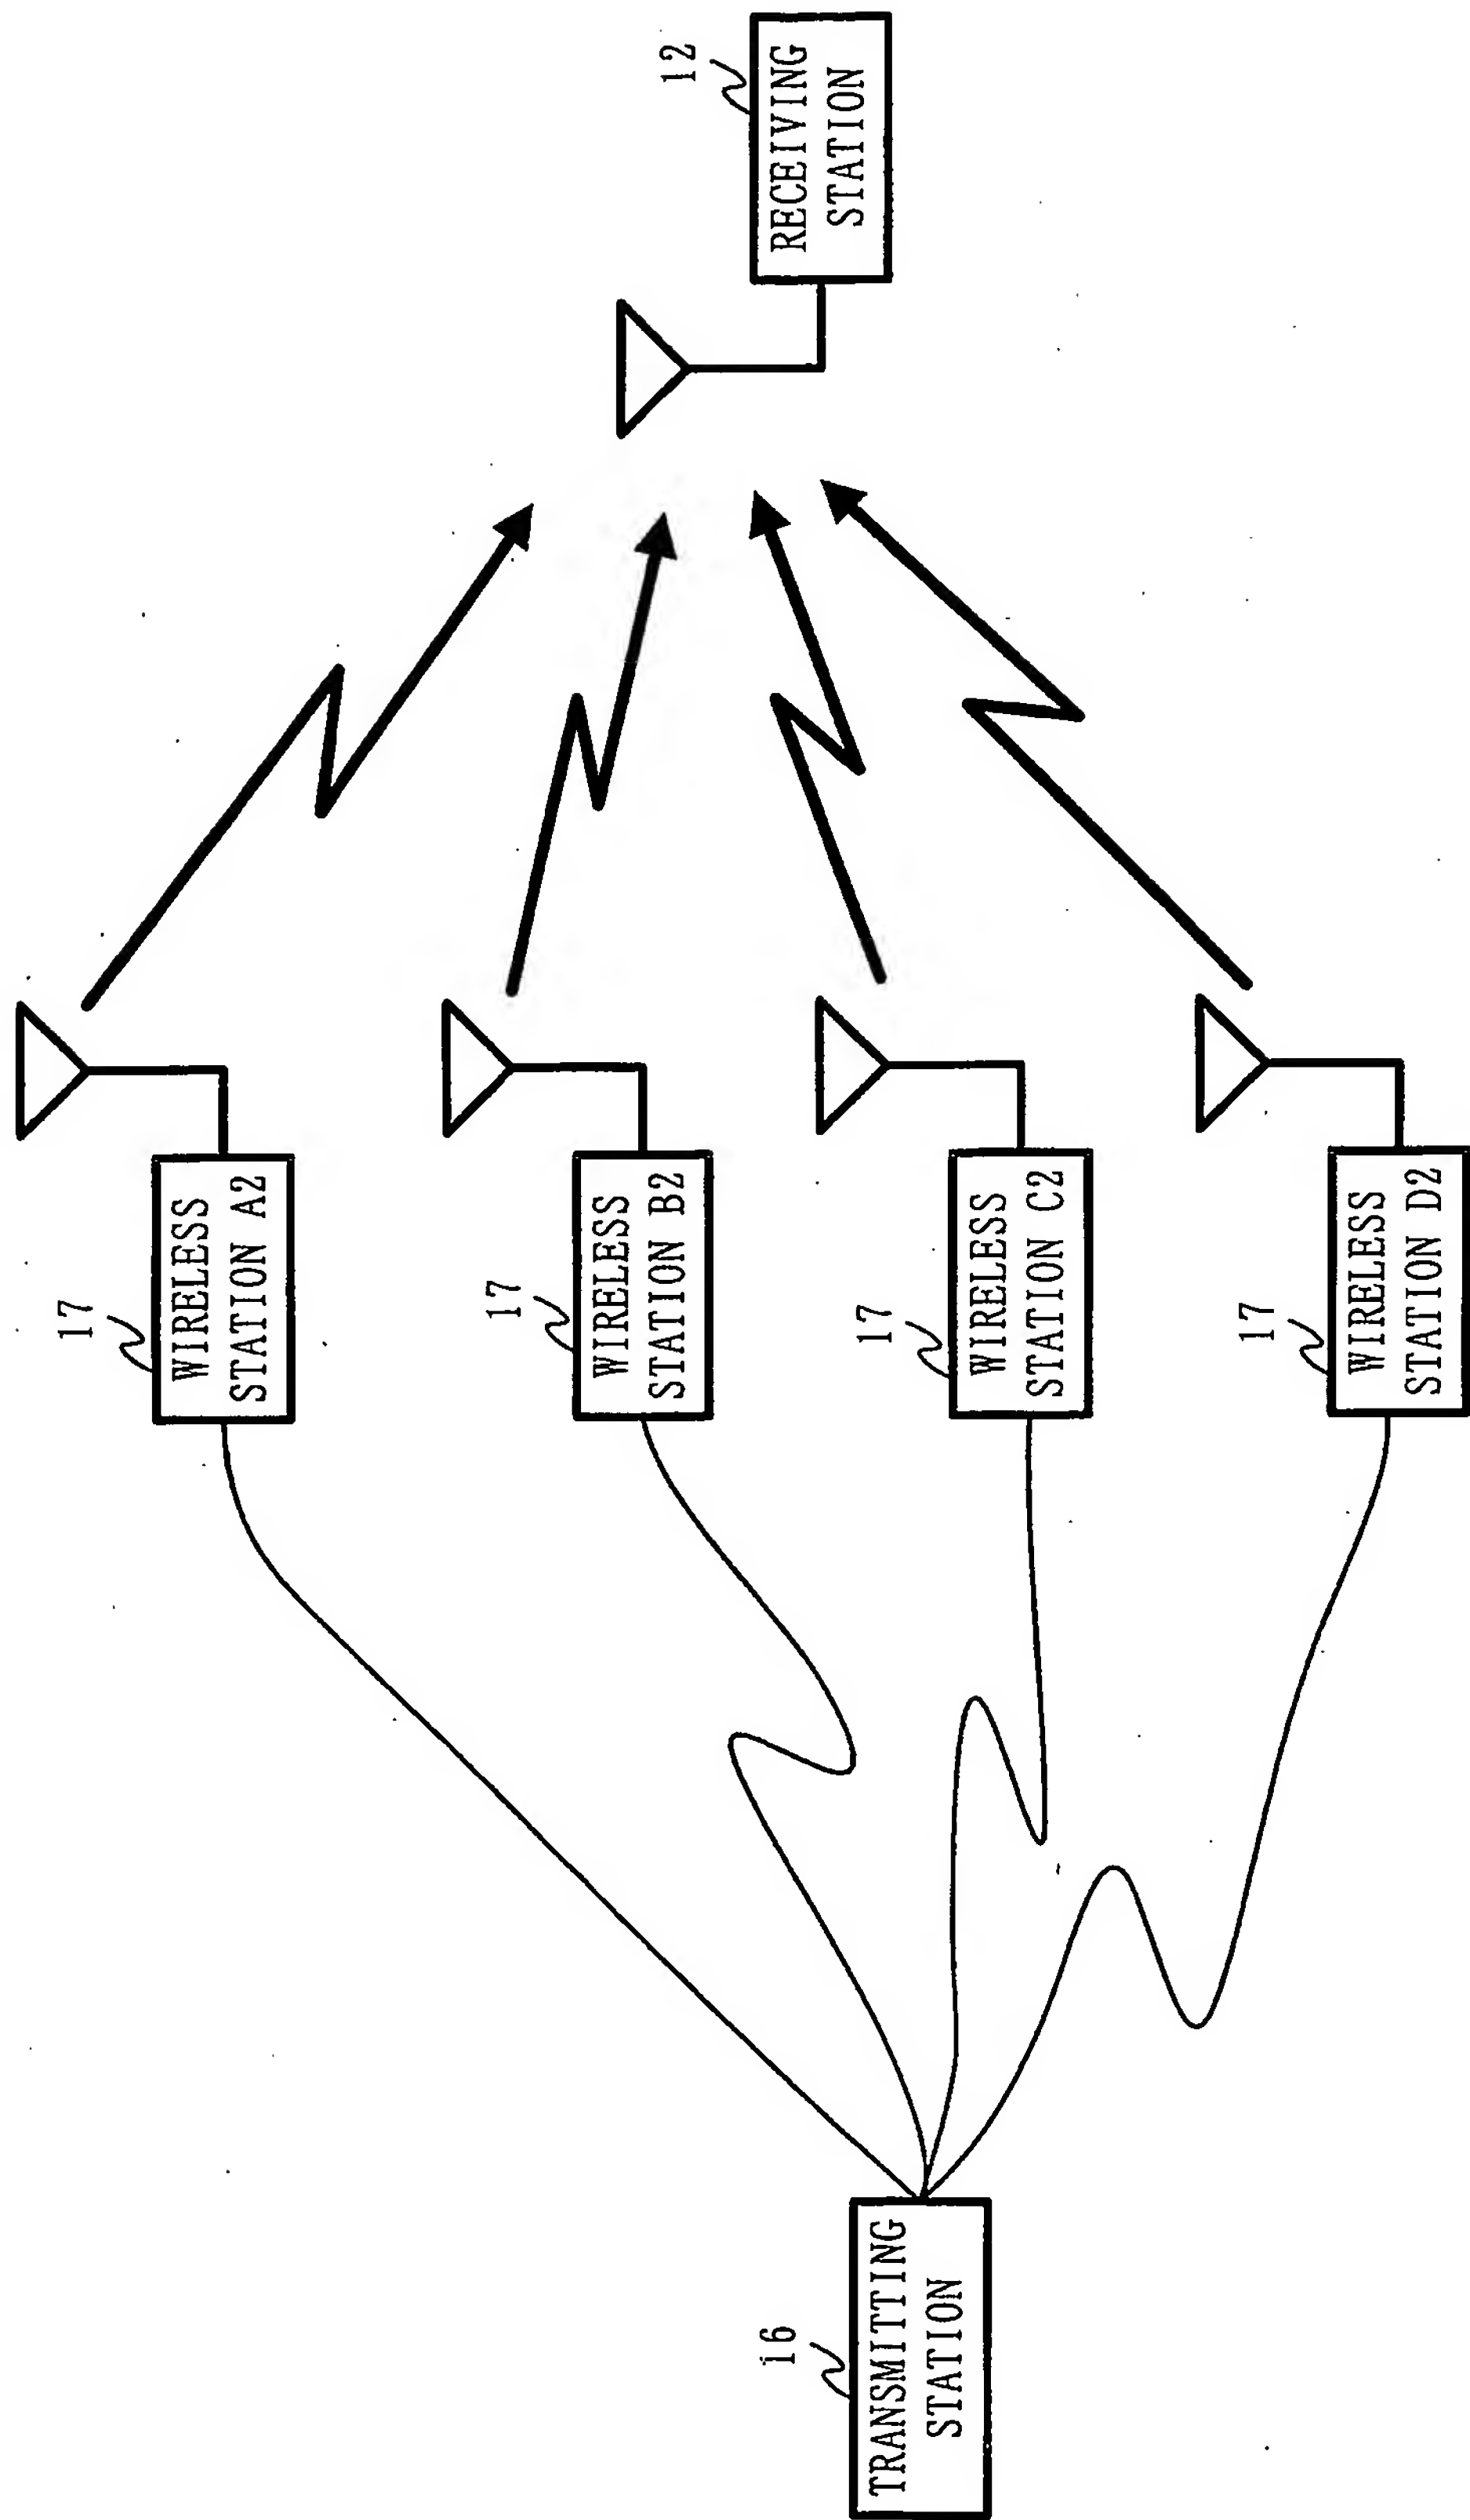 17
WIRELESS
STATION A2
17
WIRELESS
STATION B2
12
RECEIVING
STATION
16
TRANSMITTING
STATION
17
WIRELESS
STATION C2
17
WIRELESS
STATION D2